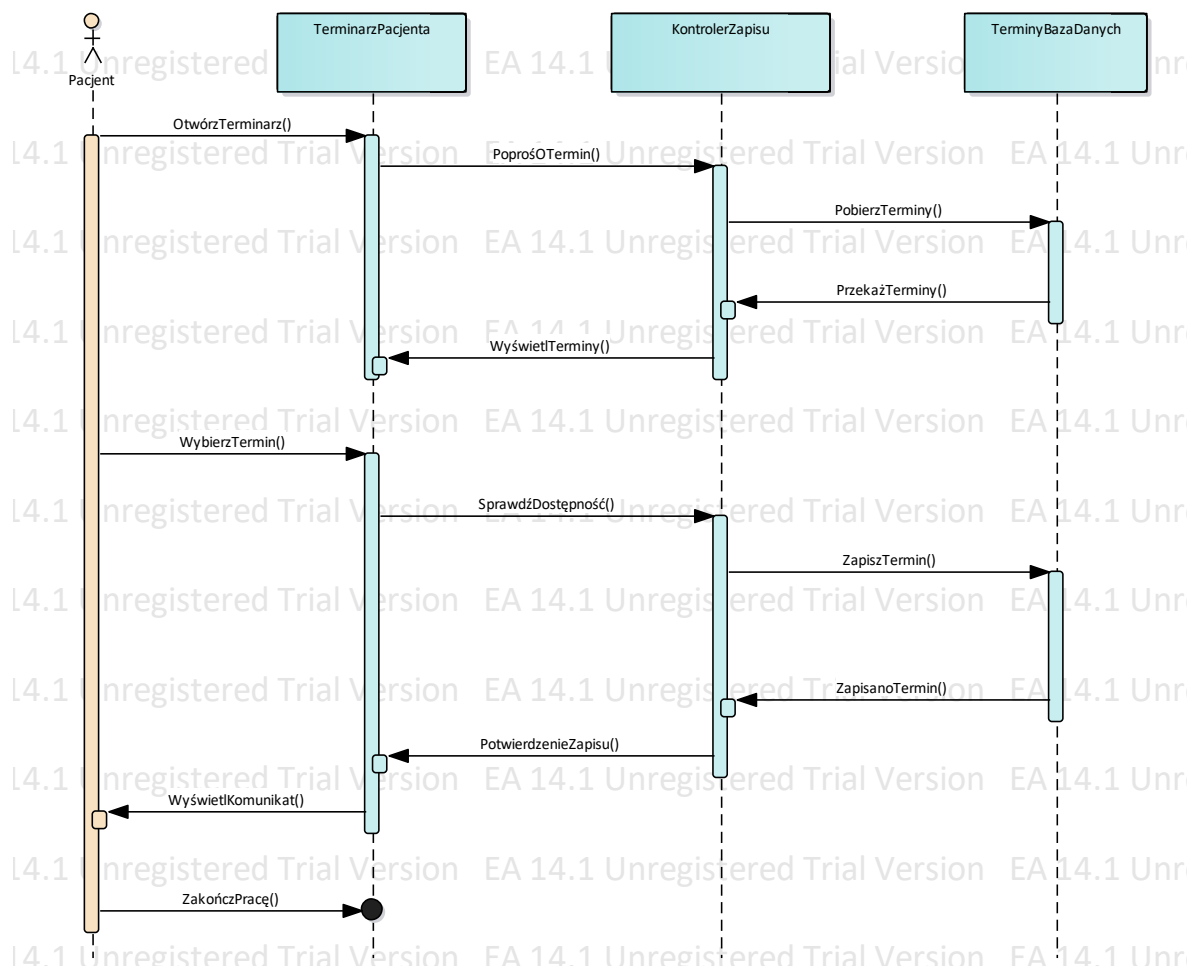 TerminarzPacjenta
KontrolerZapisu
TerminyBazaDanych
Pacjent
OtwórzTerminarz()
PoprośOTermin()
PobierzTerminy()
PrzekażTerminy()
WyświetlTerminy()
WybierzTermin()
SprawdźDostępność()
ZapiszTermin()
ZapisanoTermin()
PotwierdzenieZapisu()
WyświetlKomunikat()
ZakończPracę()
EA 14.1 Unregistered Trial Version